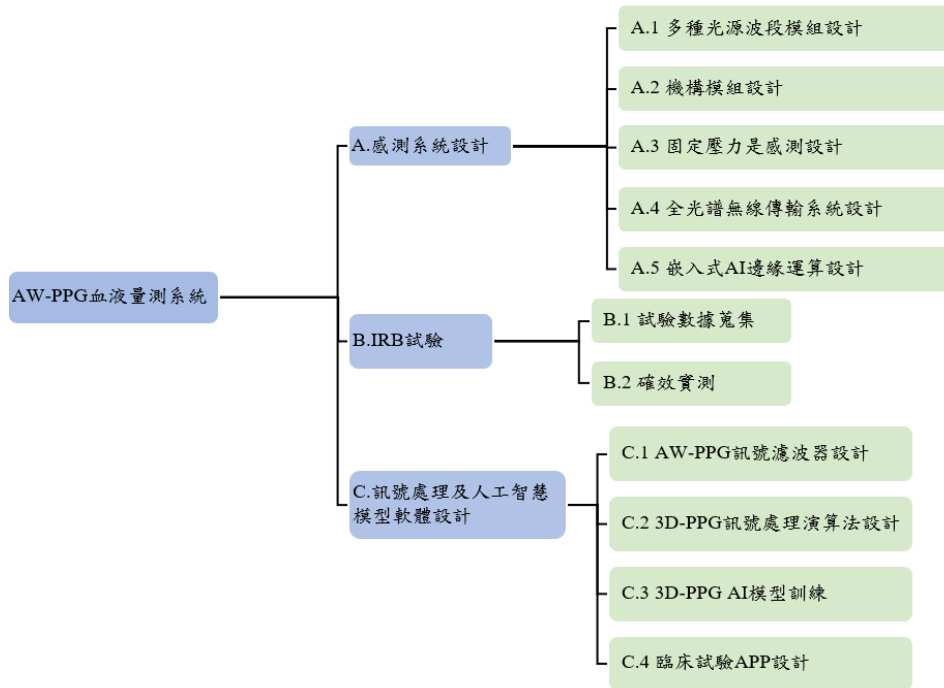 AW-PPG血液量測系統
A.感測系統設計
A.1 多種光源波段模組設計
A.2 機構模組設計
A.3 固定壓力是感測設計
A.4 全光譜無線傳輸系統設計
A.5 嵌入式AI邊緣運算設計
B.IRB試驗
B.1 試驗數據蒐集
B.2 確效實測
C.訊號處理及人工智慧
模型軟體設計
C.1 AW-PPG訊號濾波器設計
C.2 3D-PPG訊號處理演算法設計
C.3 3D-PPG AI模型訓練
C.4 臨床試驗APP設計